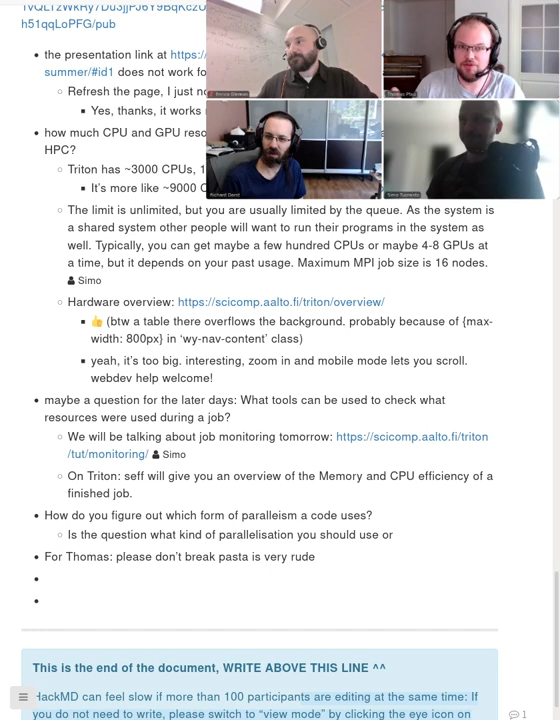 h51qqLoPFG/pub
the presentation link at https:/
summer/#id1 does not work fo
Refresh the page, I just
Yes, thanks, it works
how much CPU and GPU reso
HPC?
Triton has ~3000 CPUs, 1
It's more like ~9000
The limit is unlimited, but you are usually limited by the queue. As the system is
a shared system other people will want to run their programs in the system as
well. Typically, you can get maybe a few hundred CPUs or maybe 4-8 GPUs at
a time, but it depends on your past usage. Maximum MPI job size is 16 nodes.
Simo
Hardware overview: https://scicomp.aalto.fi/triton/overview/
👍 (btw a table there overflows the background. probably because of {max-
width: 800px} in 'wy-nav-content' class)
yeah, it's too big. interesting, zoom in and mobile mode lets you scroll.
webdev help welcome!
maybe a question for the later days: What tools can be used to check what
resources were used during a job?
We will be talking about job monitoring tomorrow: https://scicomp.aalto.fi/triton
/tut/monitoring/ Simo
On Triton: seff will give you an overview of the Memory and CPU efficiency of a
finished job.
How do you figure out which form of paralleism a code uses?
Is the question what kind of parallelisation you should use or
For Thomas: please don't break pasta is very rude
This is the end of the document, WRITE ABOVE THIS LINE ^^
HackMD can feel slow if more than 100 participants are editing at the same time: If
you do not need to write, please switch to "view mode" by clicking the eye icon on
1
Thomas Pfau
Richard Darst
Simo Tuomisto